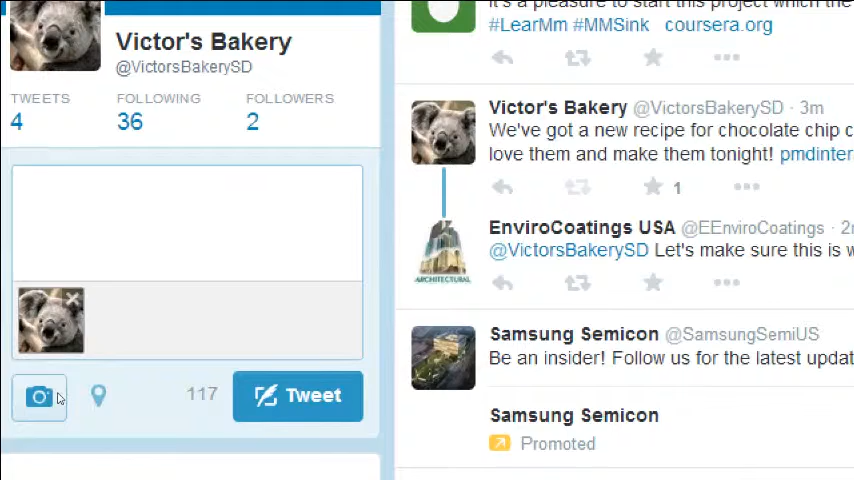 Victor's Bakery
@VictorsBakerySD
TWEETS FOLLOWING FOLLOWERS
4 36 2
117 Tweet
it's a pleasure to start this project which the
#LearMm #MMSink coursera.org
Victor's Bakery @VictorsBakerySD · 3m
We've got a new recipe for chocolate chip c
love them and make them tonight! pmdinter
1
EnviroCoatings USA @EEnviroCoatings · 2m
@VictorsBakerySD Let's make sure this is w
ARCHITECTURAL
Samsung Semicon @SamsungSemiUS
Be an insider! Follow us for the latest updat
Samsung Semicon
Promoted